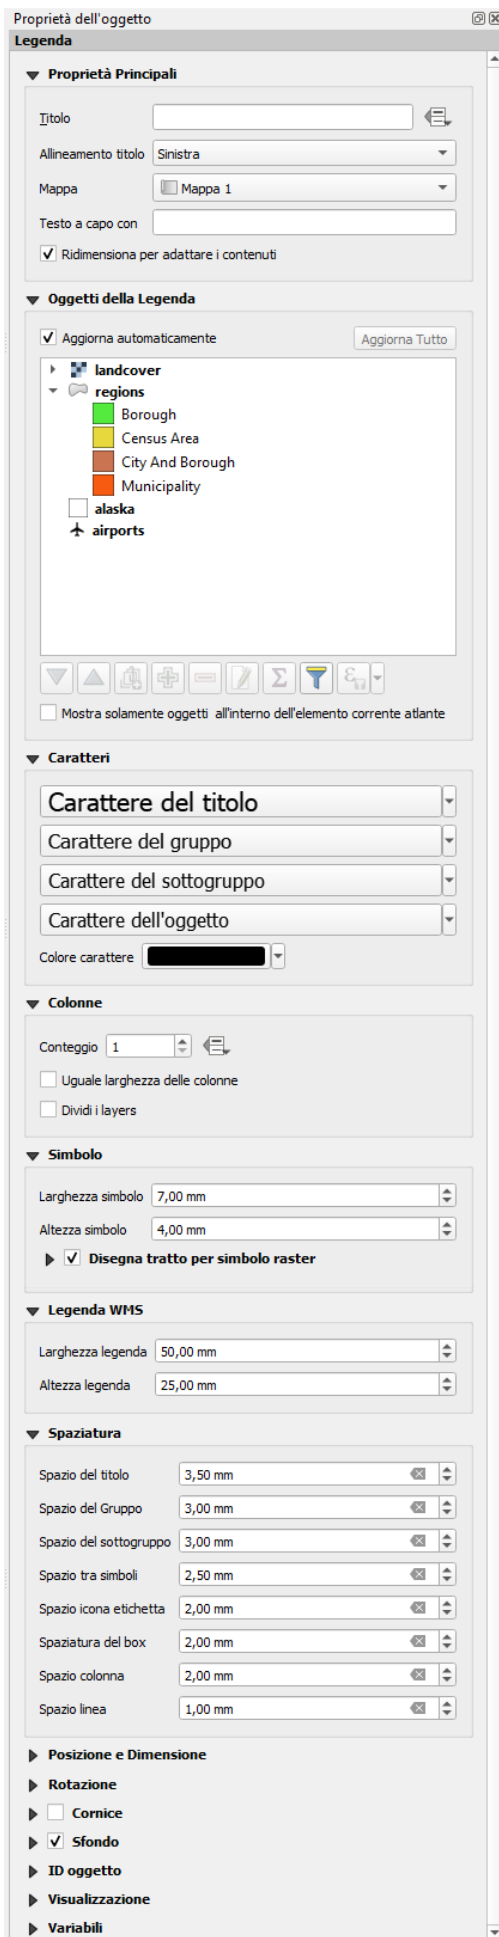 Proprietà dell'oggetto
Legenda
Proprietà Principali
Titolo
Allineamento titolo Sinistra
Mappa Mappa 1
Testo a capo con
Ridimensiona per adattare i contenuti
Oggetti della Legenda
Aggiorna automaticamente Aggiorna Tutto
landcover
regions
Borough
Census Area
City And Borough
Municipality
alaska
airports
Σ ε
Mostra solamente oggetti all'interno dell'elemento corrente atlante
Caratteri
Carattere del titolo
Carattere del gruppo
Carattere del sottogruppo
Carattere dell'oggetto
Colore carattere
Colonne
Conteggio 1
Uguale larghezza delle colonne
Dividi i layers
Simbolo
Larghezza simbolo 7,00 mm
Altezza simbolo 4,00 mm
Disegna tratto per simbolo raster
Legenda WMS
Larghezza legenda 50,00 mm
Altezza legenda 25,00 mm
Spaziatura
Spazio del titolo 3,50 mm
Spazio del Gruppo 3,00 mm
Spazio del sottogruppo 3,00 mm
Spazio tra simboli 2,50 mm
Spazio icona etichetta 2,00 mm
Spaziatura del box 2,00 mm
Spazio colonna 2,00 mm
Spazio linea 1,00 mm
Posizione e Dimensione
Rotazione
Cornice
Sfondo
ID oggetto
Visualizzazione
Variabili